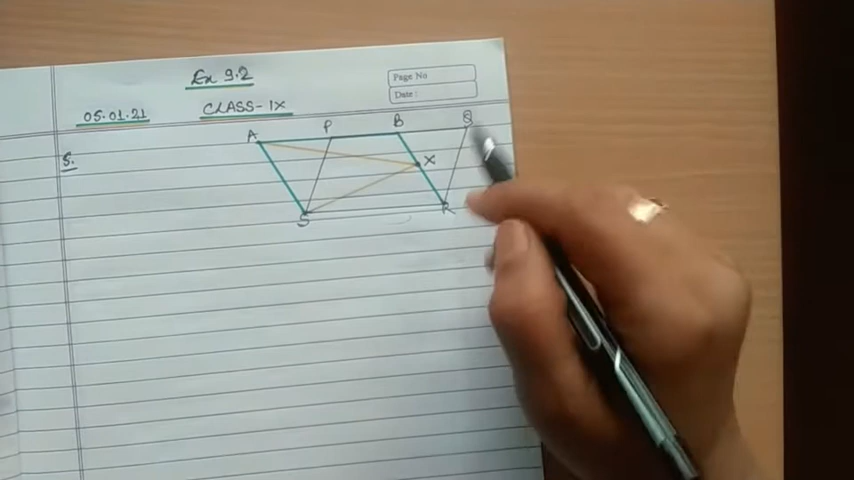 Ex 9.2
Page No
Date:
05.01.21 CLASS-IX
A P B Q
5.
X
S R